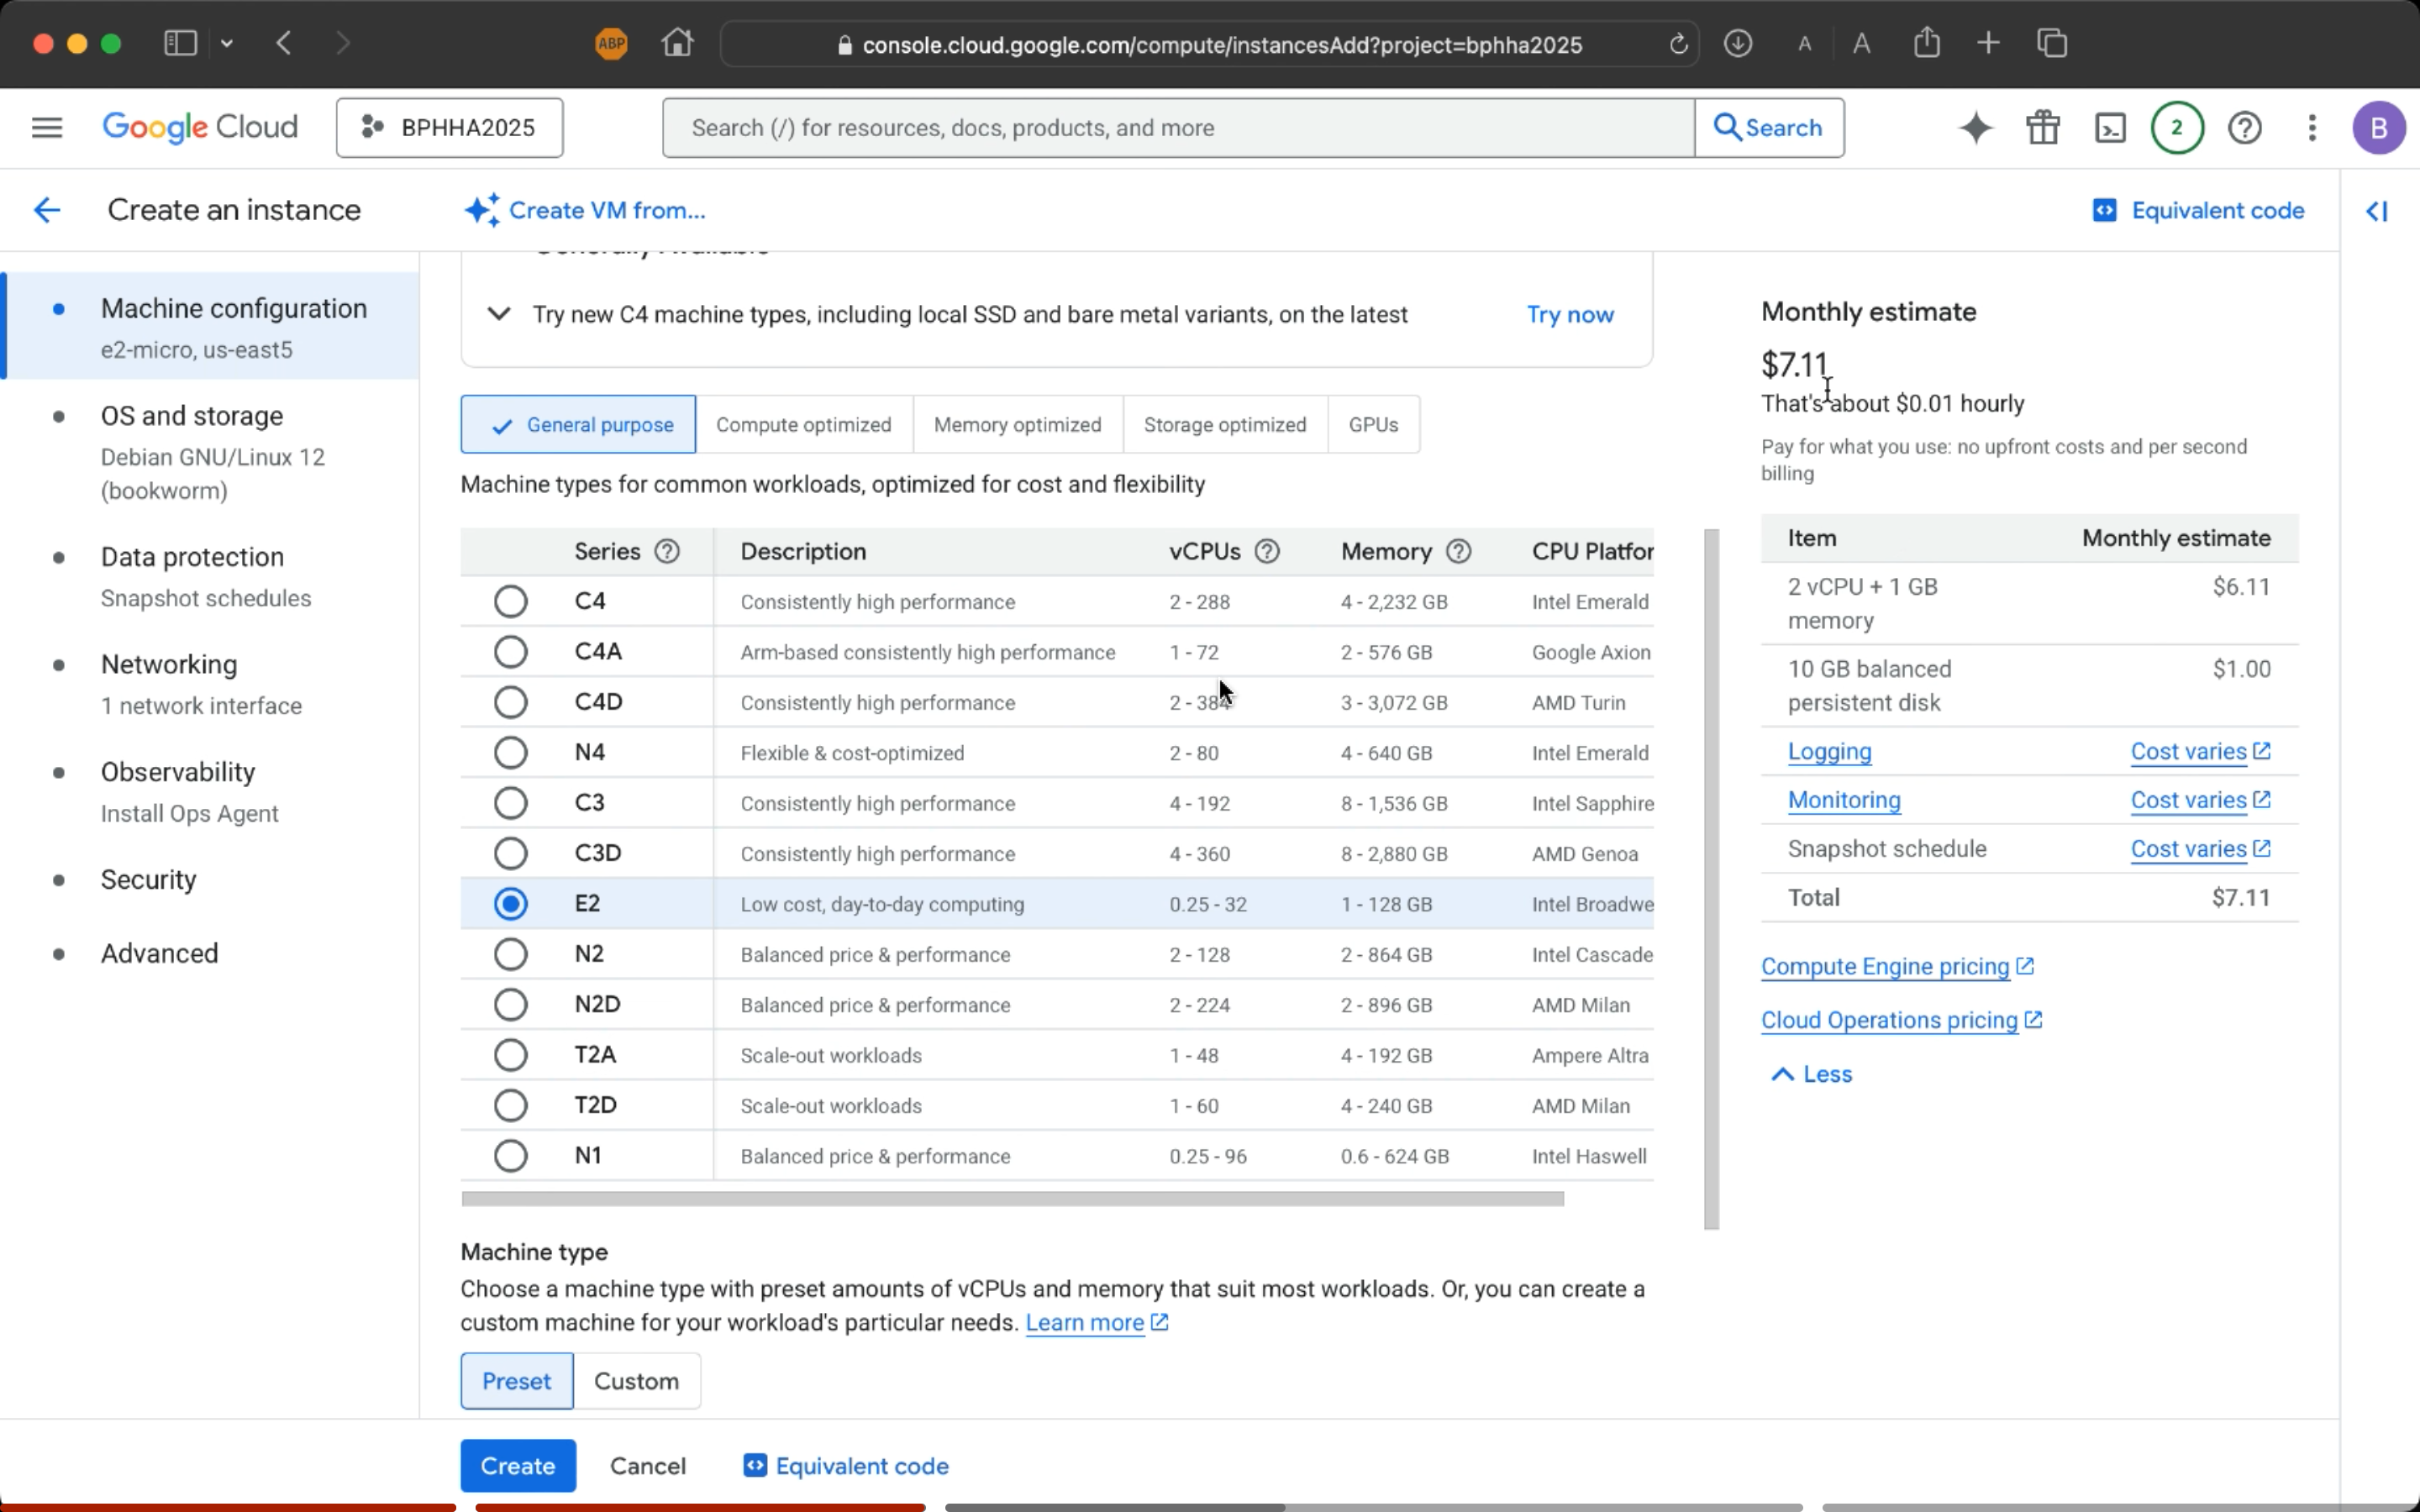 ABP
console.cloud.google.com/compute/instancesAdd?project=bphha2025
A A
Google Cloud
BPHHA2025
Search (/) for resources, docs, products, and more
Search
2
B
Create an instance
Create VM from...
Equivalent code
Machine configuration
e2-micro, us-east5
OS and storage
Debian GNU/Linux 12
(bookworm)
Data protection
Snapshot schedules
Networking
1 network interface
Observability
Install Ops Agent
Security
Advanced
Generally Available
Try new C4 machine types, including local SSD and bare metal variants, on the latest
Try now
General purpose
Compute optimized
Memory optimized
Storage optimized
GPUs
Machine types for common workloads, optimized for cost and flexibility
Series Description vCPUs Memory CPU Platfor
C4 Consistently high performance 2 - 288 4 - 2,232 GB Intel Emerald
C4A Arm-based consistently high performance 1 - 72 2 - 576 GB Google Axion
C4D Consistently high performance 2 - 384 3 - 3,072 GB AMD Turin
N4 Flexible & cost-optimized 2 - 80 4 - 640 GB Intel Emerald
C3 Consistently high performance 4 - 192 8 - 1,536 GB Intel Sapphire
C3D Consistently high performance 4 - 360 8 - 2,880 GB AMD Genoa
E2 Low cost, day-to-day computing 0.25 - 32 1 - 128 GB Intel Broadwe
N2 Balanced price & performance 2 - 128 2 - 864 GB Intel Cascade
N2D Balanced price & performance 2 - 224 2 - 896 GB AMD Milan
T2A Scale-out workloads 1 - 48 4 - 192 GB Ampere Altra
T2D Scale-out workloads 1 - 60 4 - 240 GB AMD Milan
N1 Balanced price & performance 0.25 - 96 0.6 - 624 GB Intel Haswell
Machine type
Choose a machine type with preset amounts of vCPUs and memory that suit most workloads. Or, you can create a
custom machine for your workload's particular needs. Learn more
Preset
Custom
Create
Cancel
Equivalent code
Monthly estimate
$7.11
That's about $0.01 hourly
Pay for what you use: no upfront costs and per second
billing
Item Monthly estimate
2 vCPU + 1 GB $6.11
memory
10 GB balanced $1.00
persistent disk
Logging Cost varies
Monitoring Cost varies
Snapshot schedule Cost varies
Total $7.11
Compute Engine pricing
Cloud Operations pricing
Less